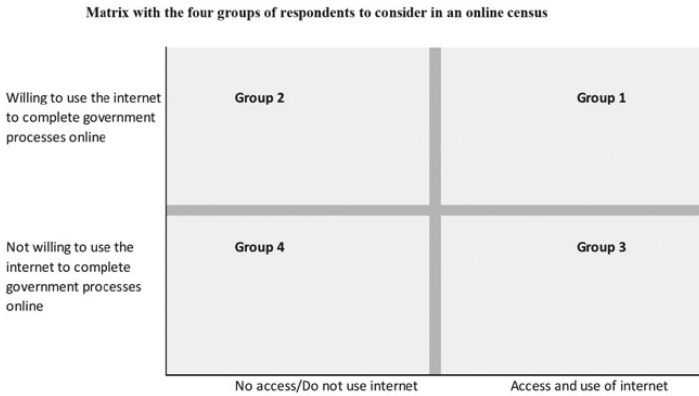 Matrix with the four groups of respondents to consider in an online census
Willing to use the internet
to complete government
processes online
Group 2
Group 1
Not willing to use the
internet to complete
government processes
online
Group 4
Group 3
No access/Do not use internet
Access and use of internet